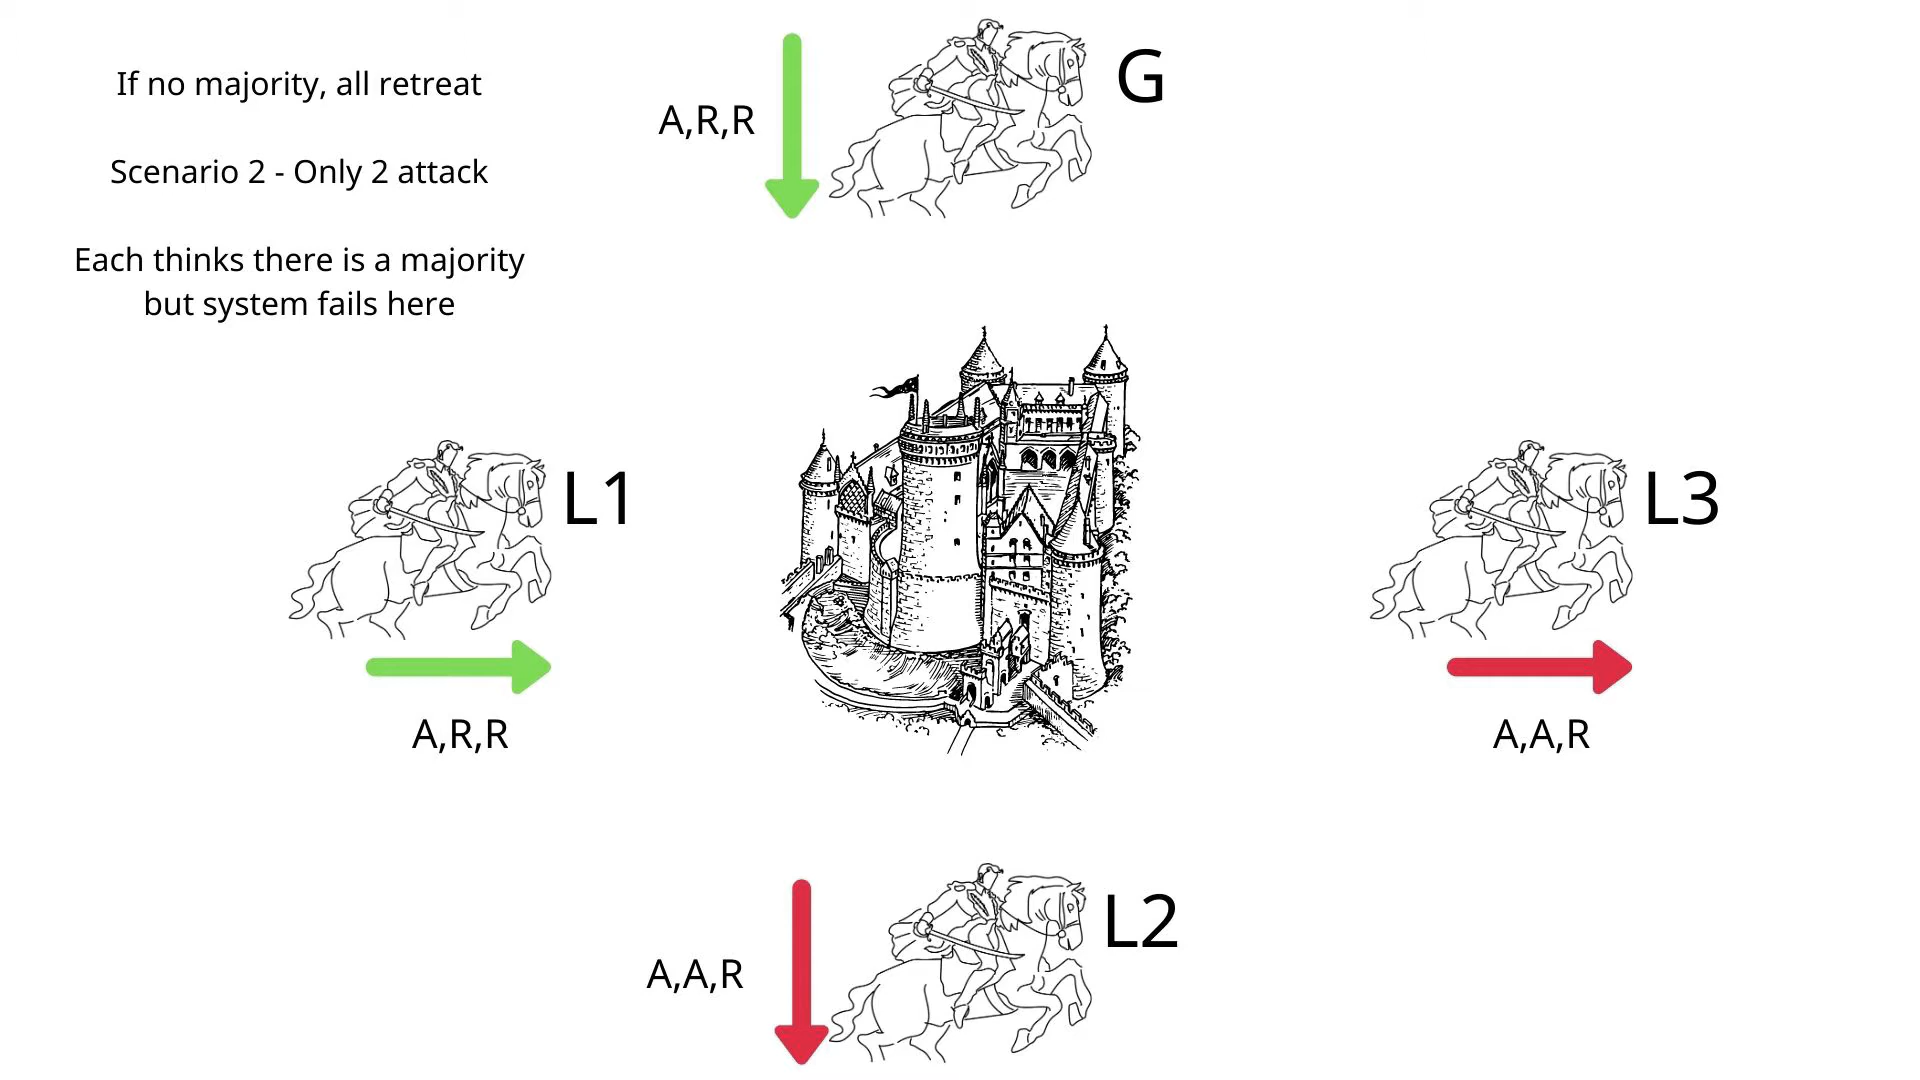 If no majority, all retreat
Scenario 2 - Only 2 attack
Each thinks there is a majority
but system fails here
G
A,R,R
L1
A,R,R
L3
A,A,R
L2
A,A,R